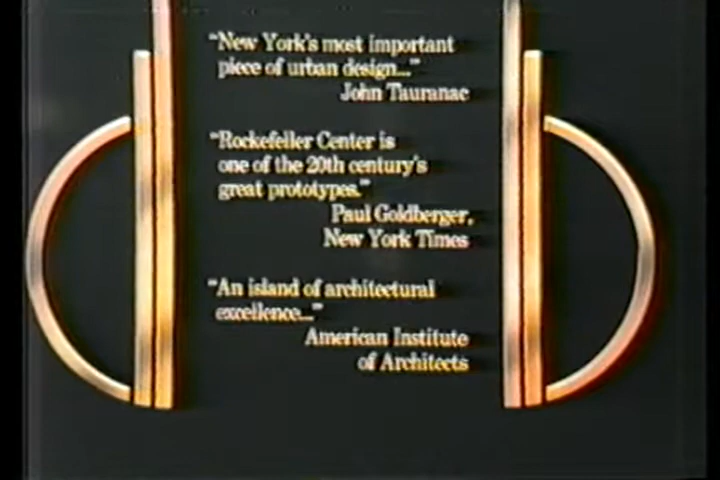 "New York's most important
piece of urban design..."
John Tauranac
"Rockefeller Center is
one of the 20th century's
great prototypes."
Paul Goldberger,
New York Times
"An island of architectural
excellence..."
American Institute
of Architects